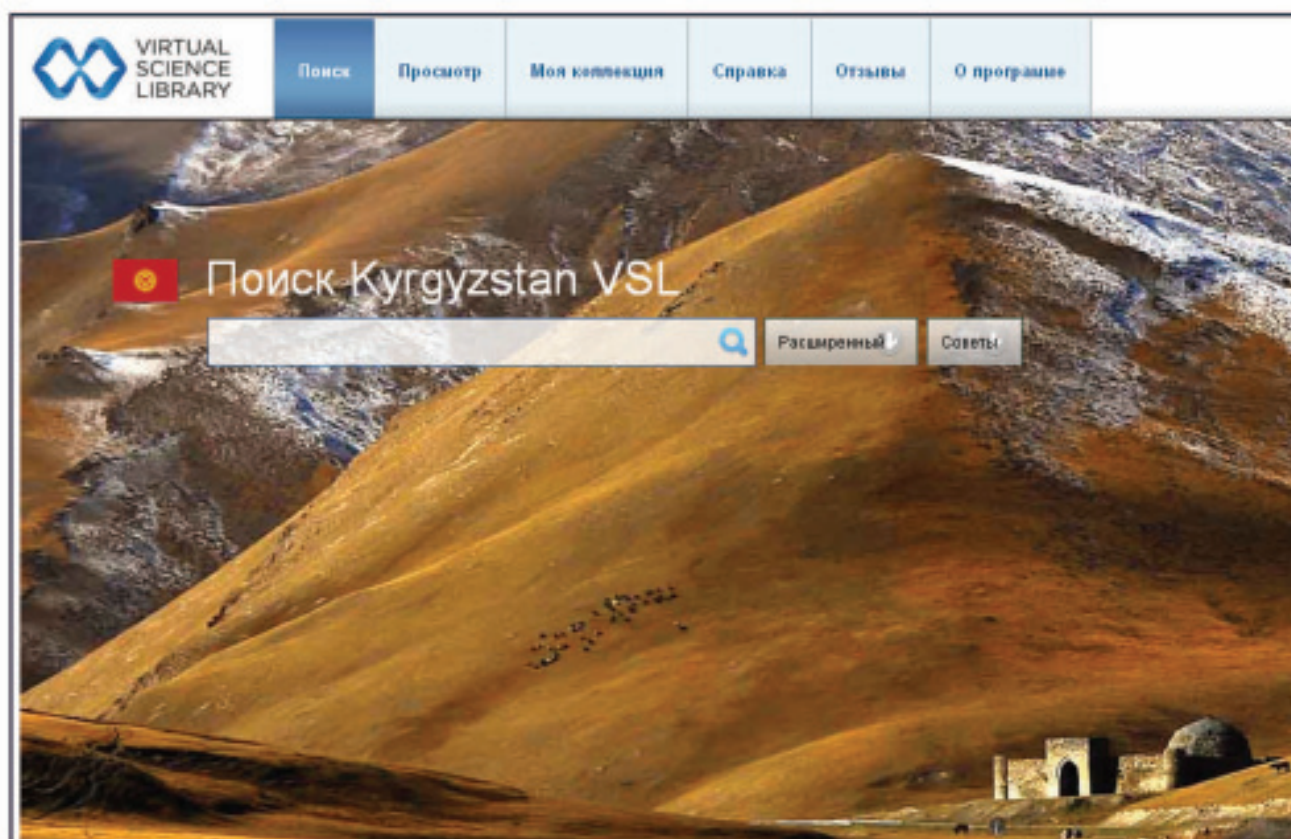 VIRTUAL
SCIENCE
LIBRARY
Поиск
Просмотр
Моя коллекция
Справка
Отзывы
О программе
Поиск Kyrgyzstan VSL
Расширенный
Советы